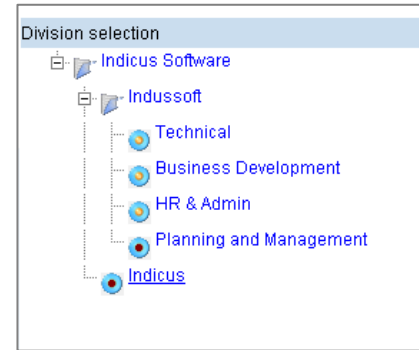 Division selection
Indicus Software
Indussoft
Technical
Business Development
HR & Admin
Planning and Management
Indicus